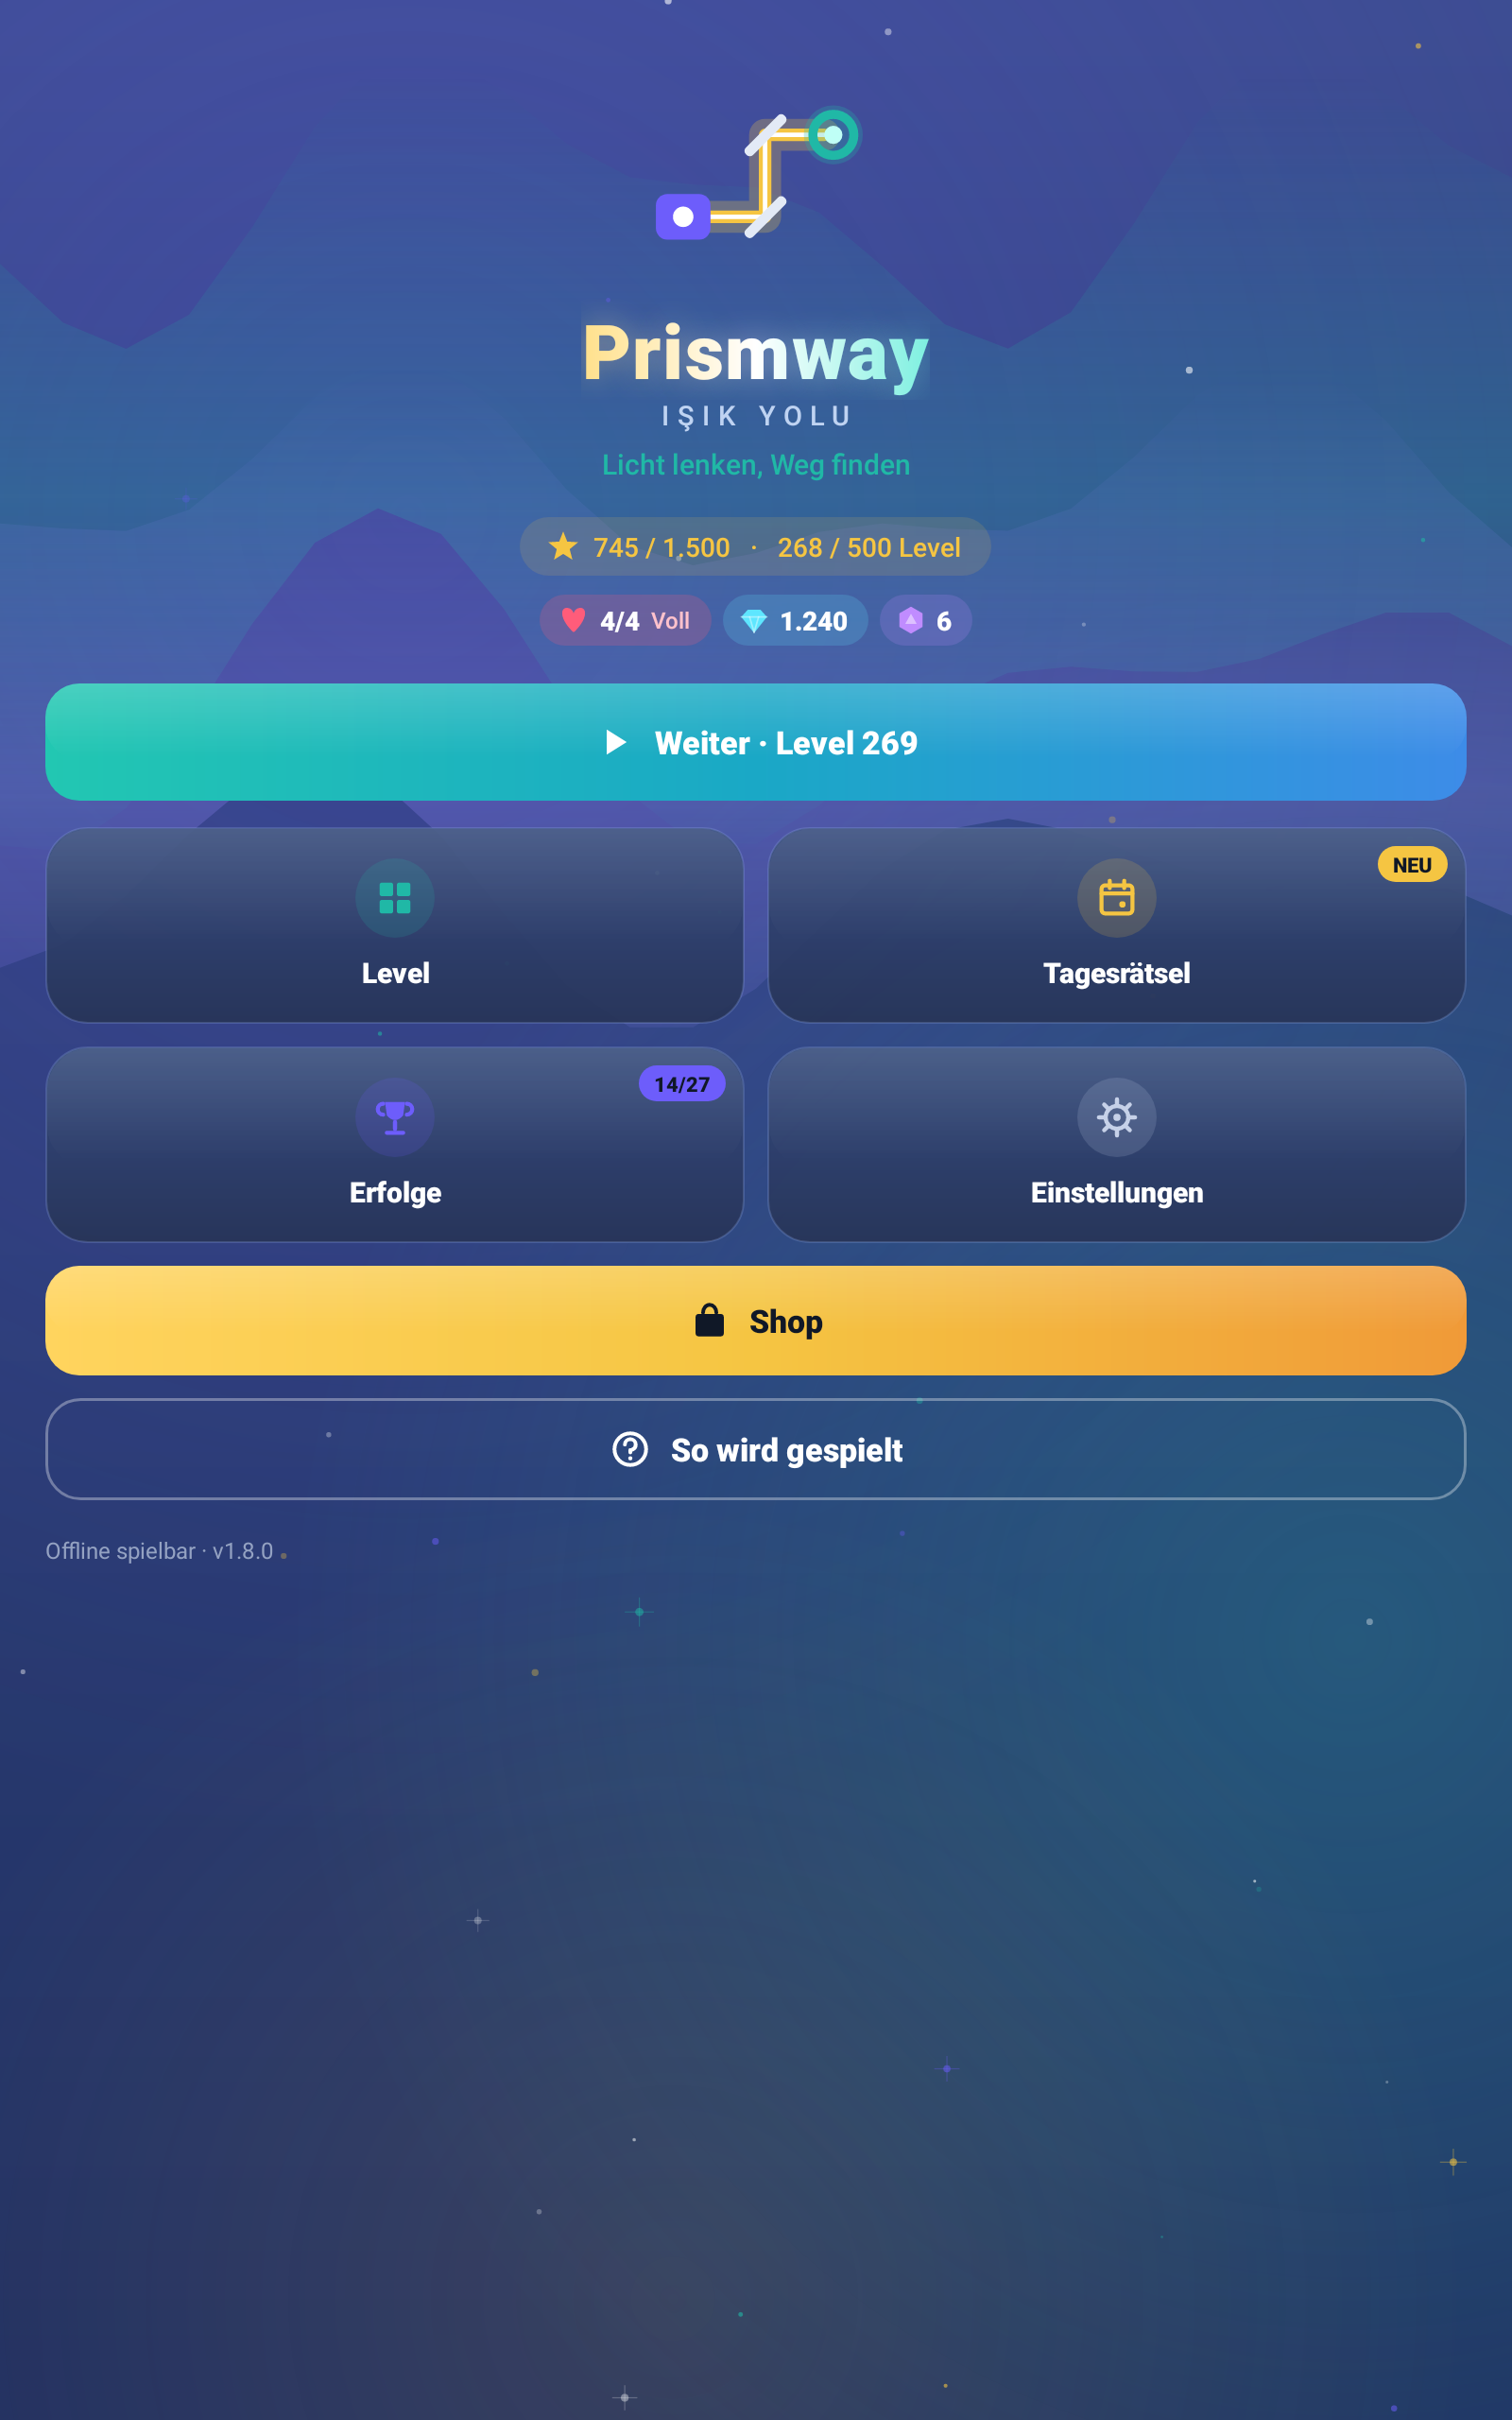 Prismway
IŞIK YOLU
Licht lenken, Weg finden
745 / 1.500 · 268 / 500 Level
4/4 Voll 1.240 6
Weiter · Level 269
Level
NEU
Tagesrätsel
14/27
Erfolge
Einstellungen
Shop
So wird gespielt
Offline spielbar · v1.8.0